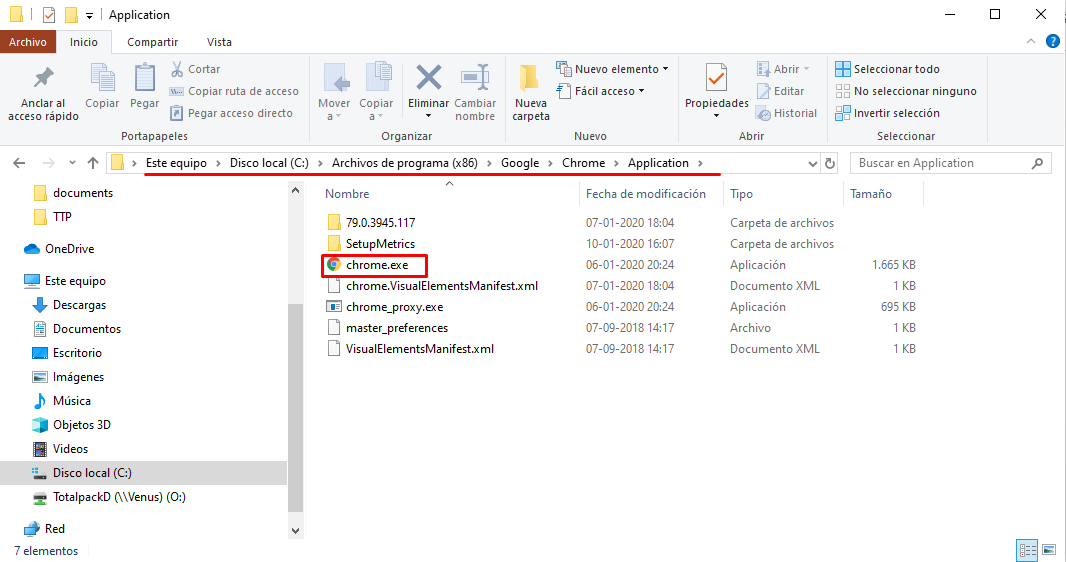 Application
Archivo Inicio Compartir Vista
Anclar al acceso rápido
Copiar
Pegar
Cortar
Copiar ruta de acceso
Pegar acceso directo
Portapapeles
Mover a
Copiar a
Eliminar
Cambiar nombre
Organizar
Nueva carpeta
Nuevo elemento
Fácil acceso
Nuevo
Propiedades
Abrir
Editar
Historial
Abrir
Seleccionar todo
No seleccionar ninguno
Invertir selección
Seleccionar
Este equipo > Disco local (C:) > Archivos de programa (x86) > Google > Chrome > Application >
Buscar en Application
documents
TTP
OneDrive
Este equipo
Descargas
Documentos
Escritorio
Imágenes
Música
Objetos 3D
Videos
Disco local (C:)
TotalpackD (\\Venus) (O:)
Red
Nombre Fecha de modificación Tipo Tamaño
79.0.3945.117 07-01-2020 18:04 Carpeta de archivos
SetupMetrics 10-01-2020 16:07 Carpeta de archivos
chrome.exe 06-01-2020 20:24 Aplicación 1.665 KB
chrome.VisualElementsManifest.xml 07-01-2020 18:04 Documento XML 1 KB
chrome_proxy.exe 06-01-2020 20:24 Aplicación 695 KB
master_preferences 07-09-2018 14:17 Archivo 1 KB
VisualElementsManifest.xml 07-09-2018 14:17 Documento XML 1 KB
7 elementos